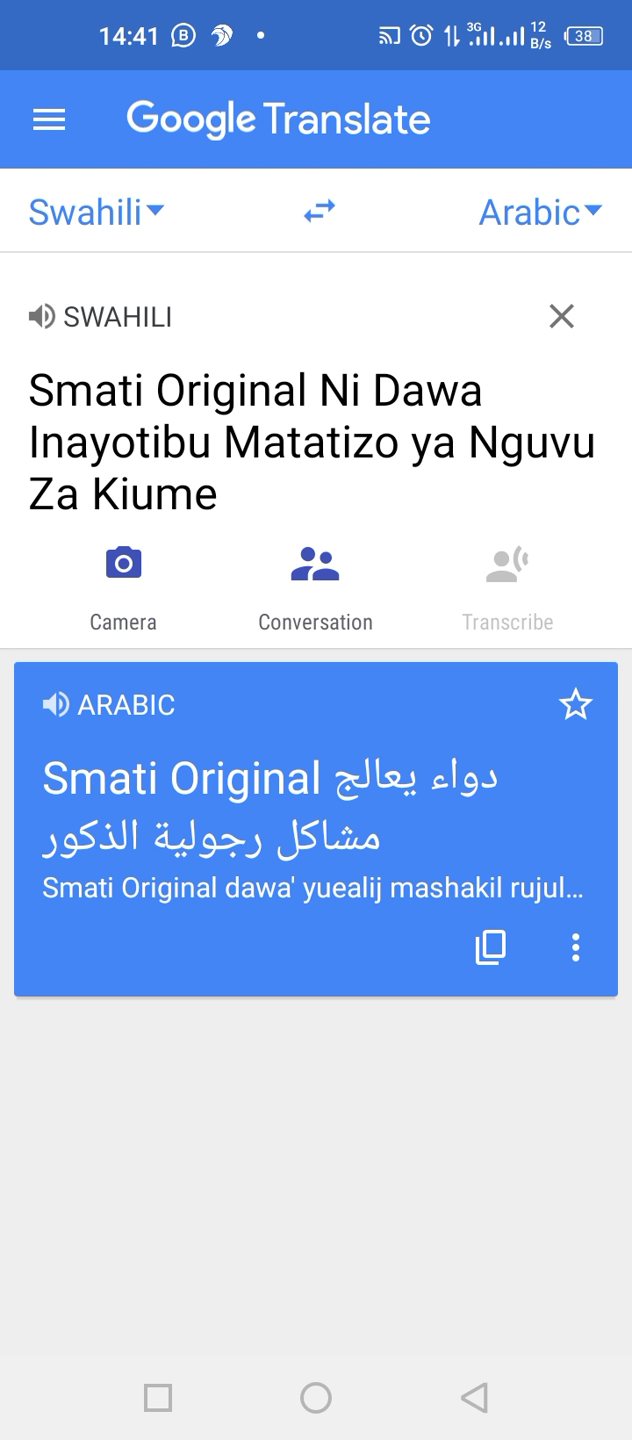 14:41 B 3G 12 B/s 38
Google Translate
Swahili Arabic
SWAHILI
Smati Original Ni Dawa
Inayotibu Matatizo ya Nguvu
Za Kiume
Camera Conversation Transcribe
ARABIC
Smati Original دواء يعالج
مشاكل رجولية الذكور
Smati Original dawa' yuealij mashakil rujul...